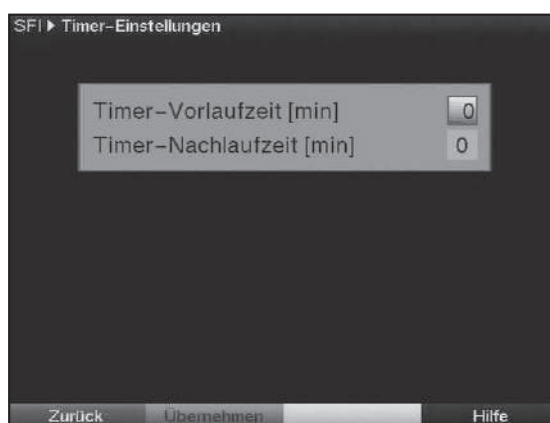 SFI ▶ Timer-Einstellungen
Timer-Vorlaufzeit [min] 0
Timer-Nachlaufzeit [min] 0
Zurück Übernehmen Hilfe